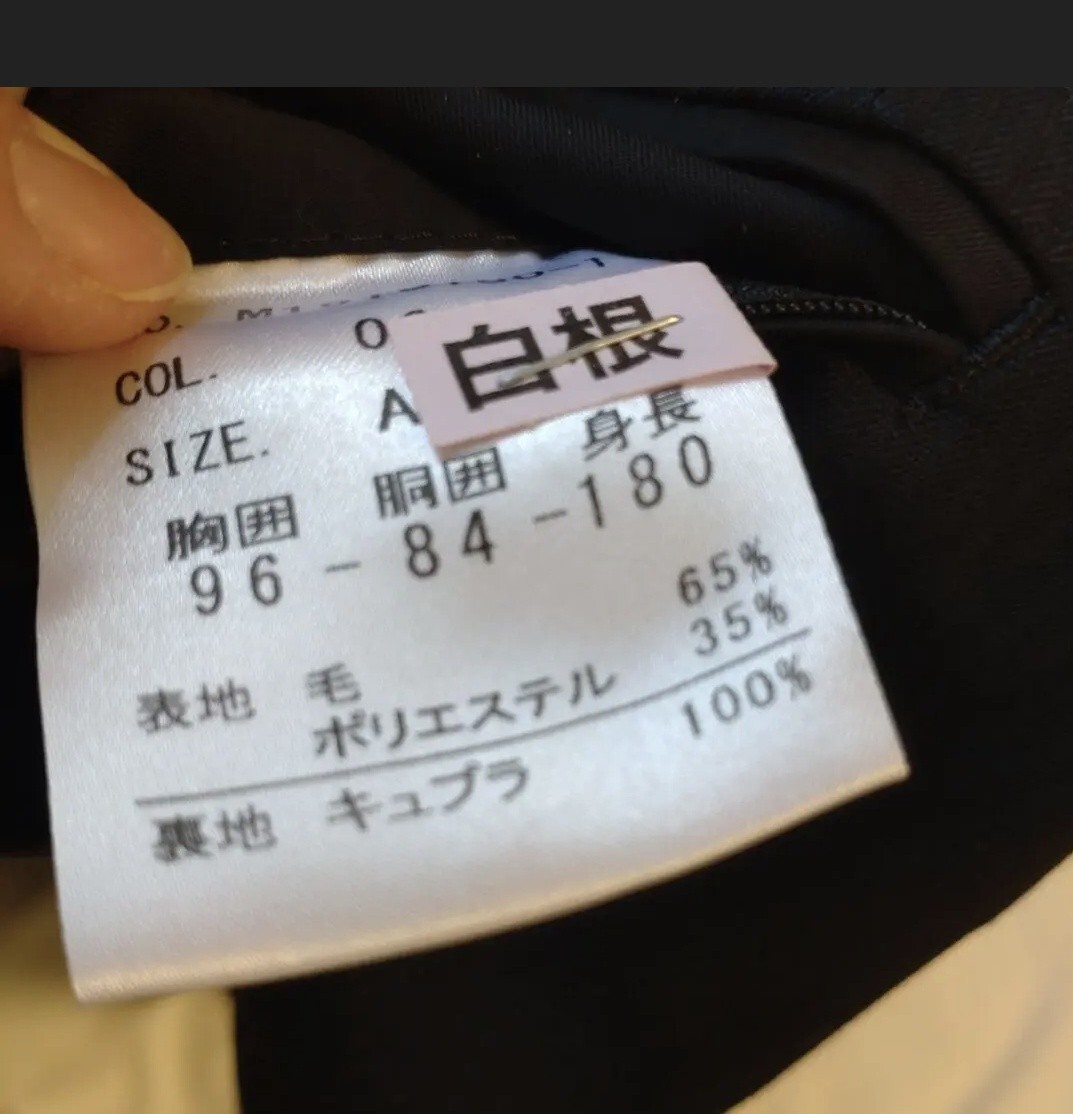 COL. 0
白根
SIZE. A
胸囲 胴囲 身長
96 - 84 - 180
表地 毛 65%
ポリエステル 35%
裏地 キュプラ 100%